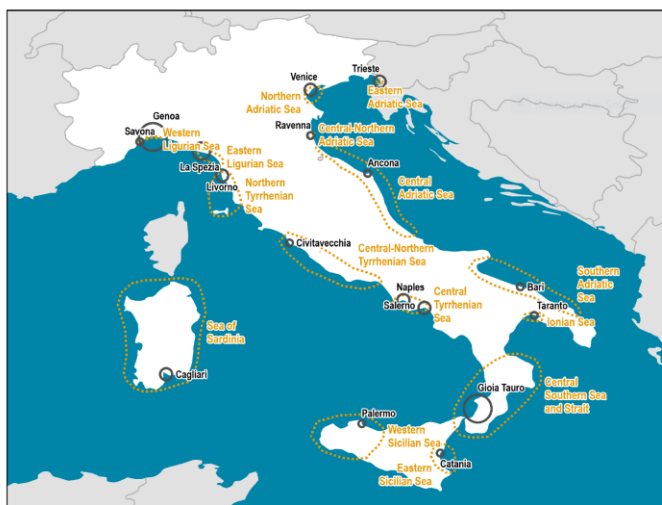 Trieste
Venice
Eastern
Adriatic Sea
Northern
Adriatic Sea
Genoa
Savona
Western
Ligurian Sea
Ravenna
Central-Northern
Adriatic Sea
Eastern
Ligurian Sea
La Spezia
Livorno
Ancona
Central
Adriatic Sea
Northern
Tyrrhenian
Sea
Civitavecchia
Central-Northern
Tyrrhenian Sea
Southern
Adriatic
Sea
Bari
Naples
Salerno
Central
Tyrrhenian
Sea
Taranto
Ionian Sea
Sea of
Sardinia
Cagliari
Gioia Tauro
Central
Southern Sea
and Strait
Palermo
Western
Sicilian Sea
Catania
Eastern
Sicilian Sea